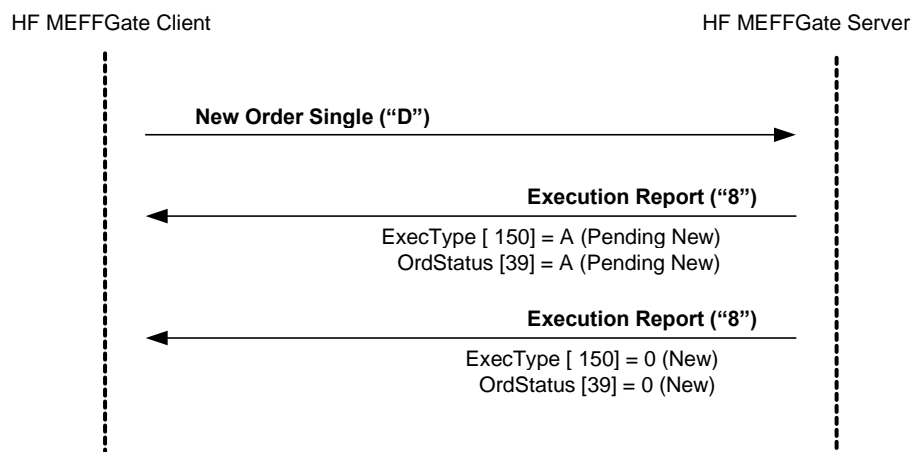 HF MEFFGate Client
HF MEFFGate Server
New Order Single (“D”)
Execution Report (“8”)
ExecType [ 150] = A (Pending New)
OrdStatus [39] = A (Pending New)
Execution Report (“8”)
ExecType [ 150] = 0 (New)
OrdStatus [39] = 0 (New)